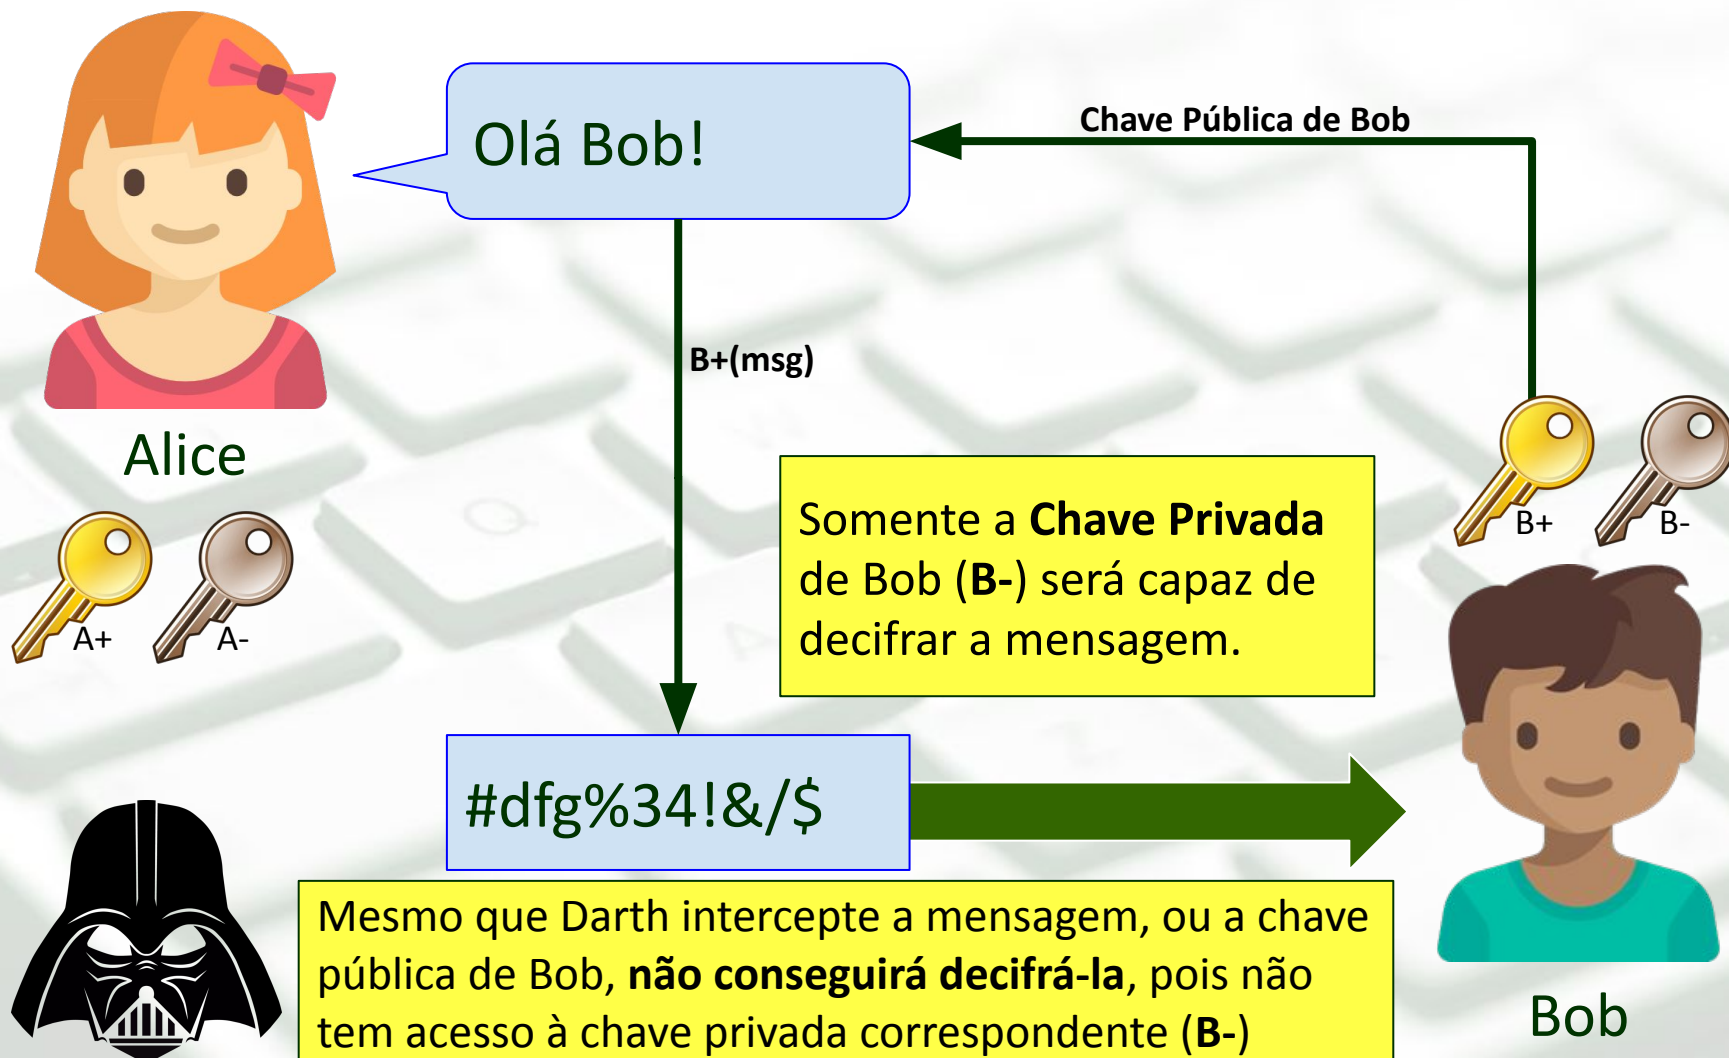 Olá Bob!
Chave Pública de Bob
B+(msg)
Alice
A+
A-
B+
B-
Somente a Chave Privada
de Bob (B-) será capaz de
decifrar a mensagem.
#dfg%34!&/$
Mesmo que Darth intercepte a mensagem, ou a chave
pública de Bob, não conseguirá decifrá-la, pois não
tem acesso à chave privada correspondente (B-)
Bob